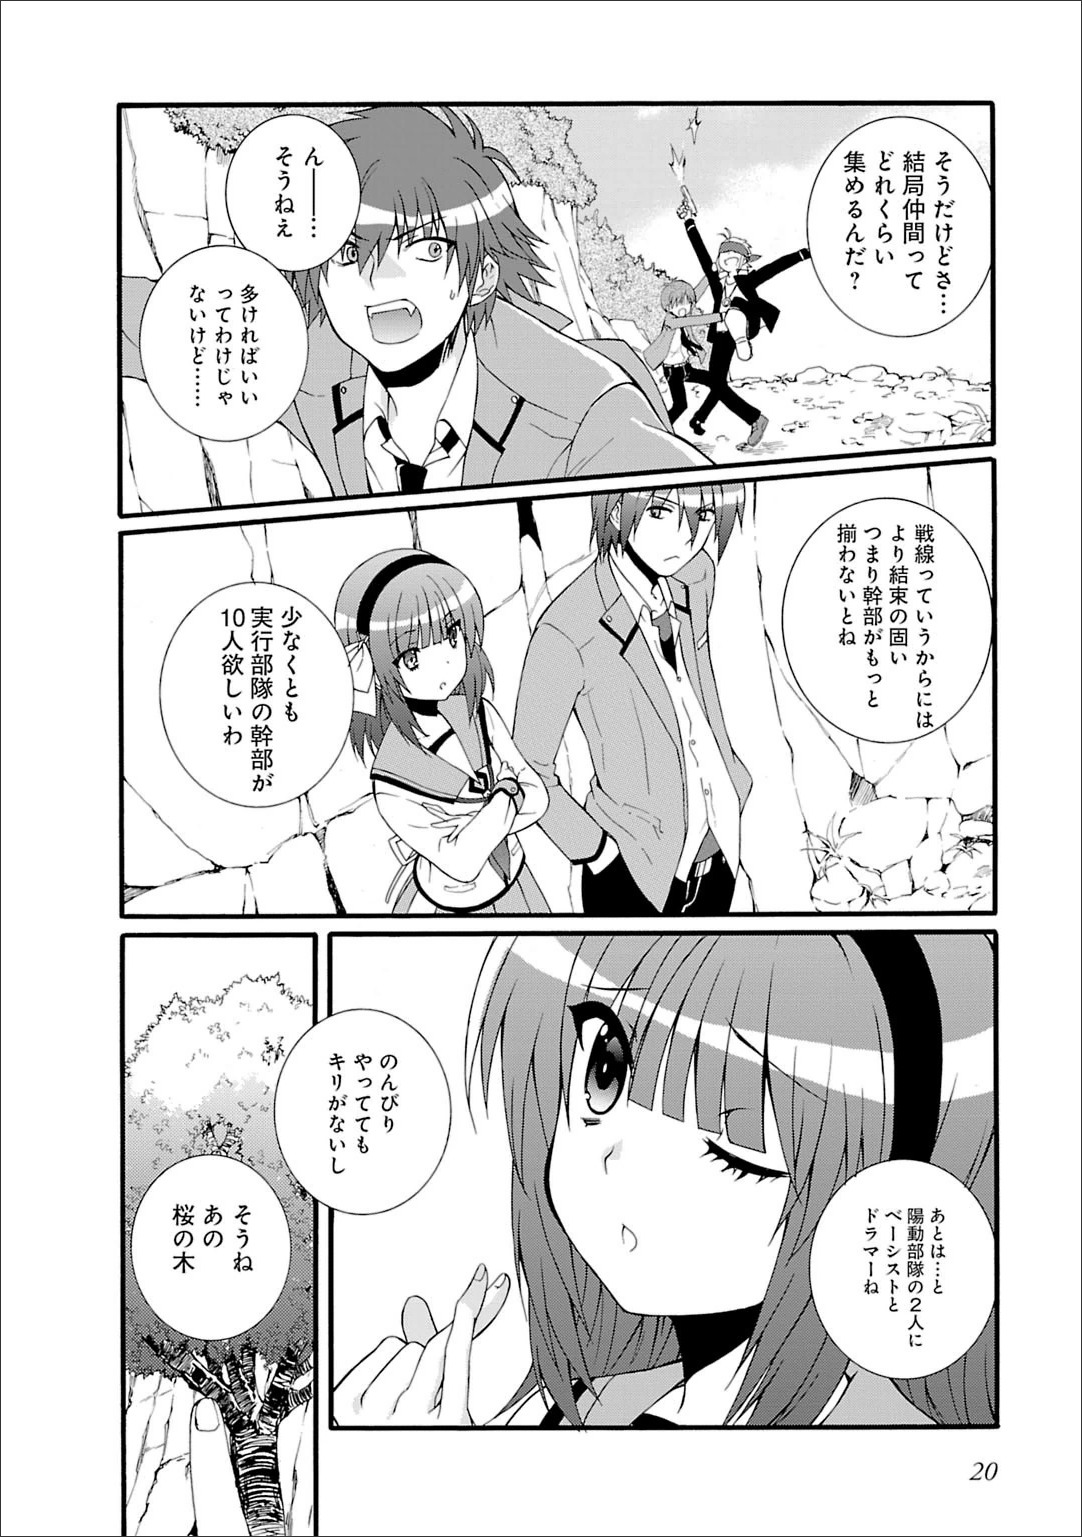 そうだけどさ…
結局仲間って
どれくらい
集めるんだ?
んー…
そうねえ
多ければいい
ってわけじゃ
ないけど……
戦線っていうからには
より結束の固い
つまり幹部がもっと
揃わないとね
少なくとも
実行部隊の幹部が
10人欲しいわ
あとは…と
陽動部隊の2人に
ベーシストと
ドラマーね
のんびり
やってても
キリがないし
そうね
あの
桜の木
20